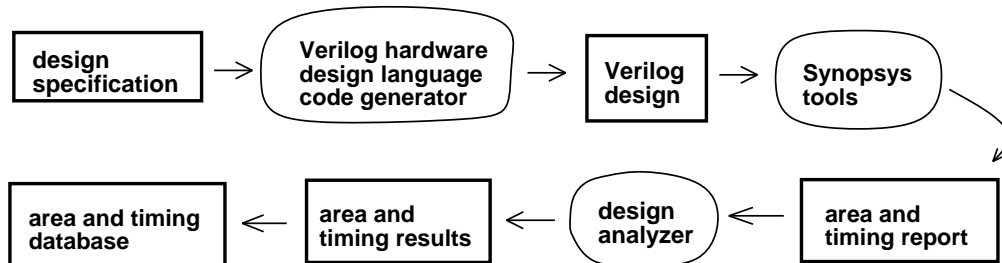 design
specification
Verilog hardware
design language
code generator
Verilog
design
Synopsys
tools
area and
timing report
design
analyzer
area and
timing results
area and timing
database